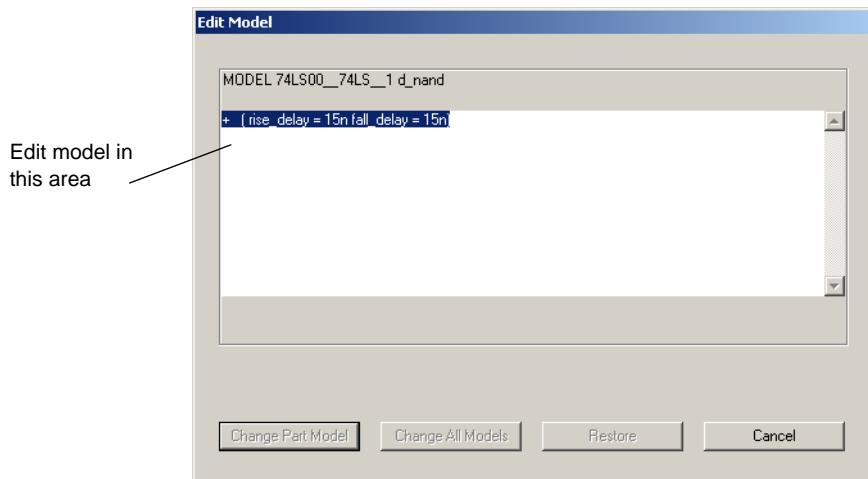 Edit Model
MODEL 74LS00__74LS__1 d_nand
+ ( rise_delay = 15n fall_delay = 15n)
Edit model in
this area
Change Part Model
Change All Models
Restore
Cancel